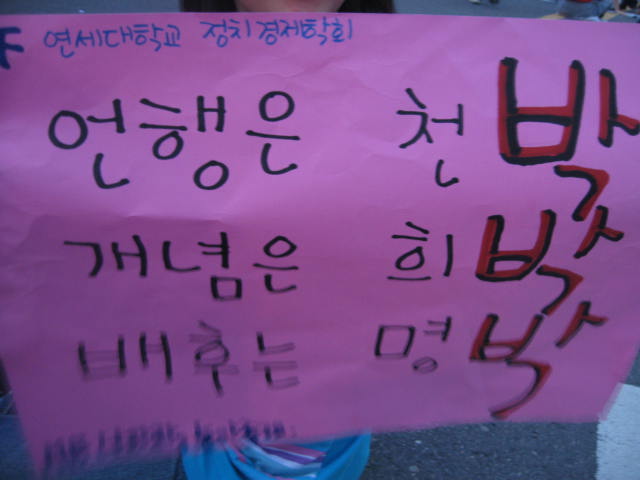 연세대학교 정치경제학회
언행은 천박
개념은 희박
배후는 명박